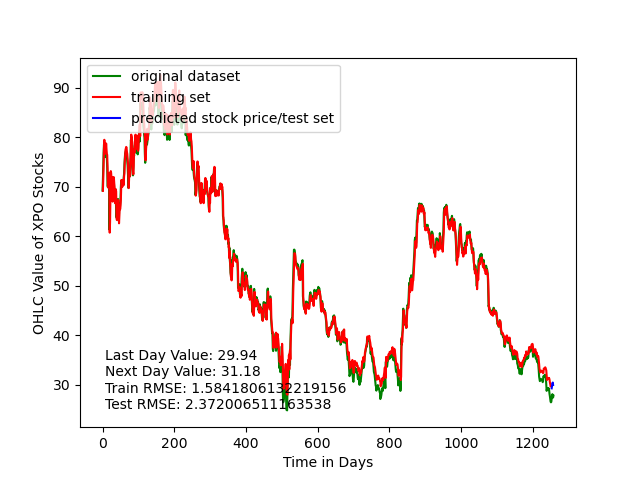 original dataset
training set
predicted stock price/test set
OHLC Value of XPO Stocks
90
80
70
60
50
40
30
Last Day Value: 29.94
Next Day Value: 31.18
Train RMSE: 1.5841806132219156
Test RMSE: 2.372006511163538
0 200 400 600 800 1000 1200
Time in Days